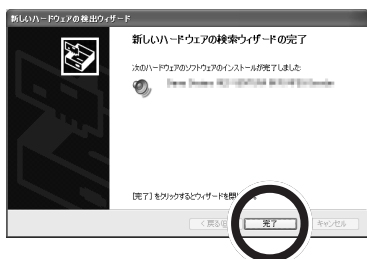 新しいハードウェアの検出ウィザード
新しいハードウェアの検索ウィザードの完了
次のハードウェアのソフトウェアのインストールが完了しました
[完了] をクリックするとウィザードを閉
< 戻る(B)
完了
キャンセル